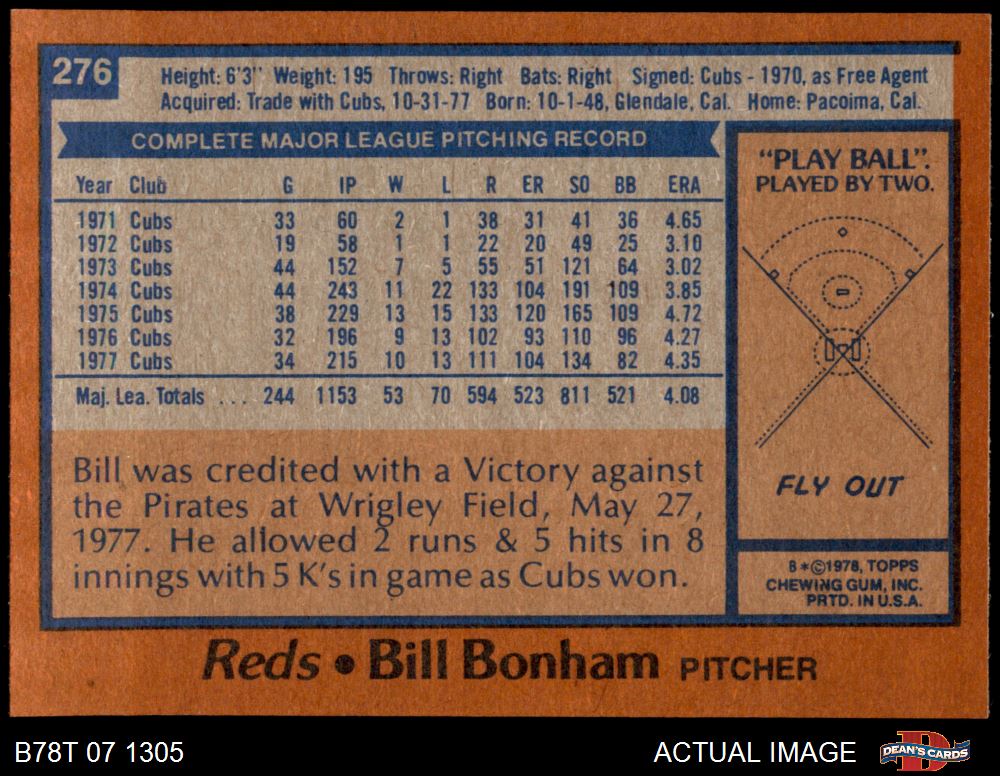 276
Height: 6'3" Weight: 195 Throws: Right Bats: Right Signed: Cubs - 1970, as Free Agent
Acquired: Trade with Cubs, 10-31-77 Born: 10-1-48, Glendale, Cal. Home: Pacoima, Cal.
COMPLETE MAJOR LEAGUE PITCHING RECORD
Year Club G IP W L R ER SO BB ERA
1971 Cubs 33 60 2 1 38 31 41 36 4.65
1972 Cubs 19 58 1 1 22 20 49 25 3.10
1973 Cubs 44 152 7 5 55 51 121 64 3.02
1974 Cubs 44 243 11 22 133 104 191 109 3.85
1975 Cubs 38 229 13 15 133 120 165 109 4.72
1976 Cubs 32 196 9 13 102 93 110 96 4.27
1977 Cubs 34 215 10 13 111 104 134 82 4.35
Maj. Lea. Totals ... 244 1153 53 70 594 523 811 521 4.08
Bill was credited with a Victory against
the Pirates at Wrigley Field, May 27,
1977. He allowed 2 runs & 5 hits in 8
innings with 5 K's in game as Cubs won.
"PLAY BALL".
PLAYED BY TWO.
FLY OUT
8*©1978, TOPPS
CHEWING GUM, INC.
PRTD. IN U.S.A.
Reds • Bill Bonham PITCHER
B78T 07 1305
ACTUAL IMAGE
DEAN'S CARDS